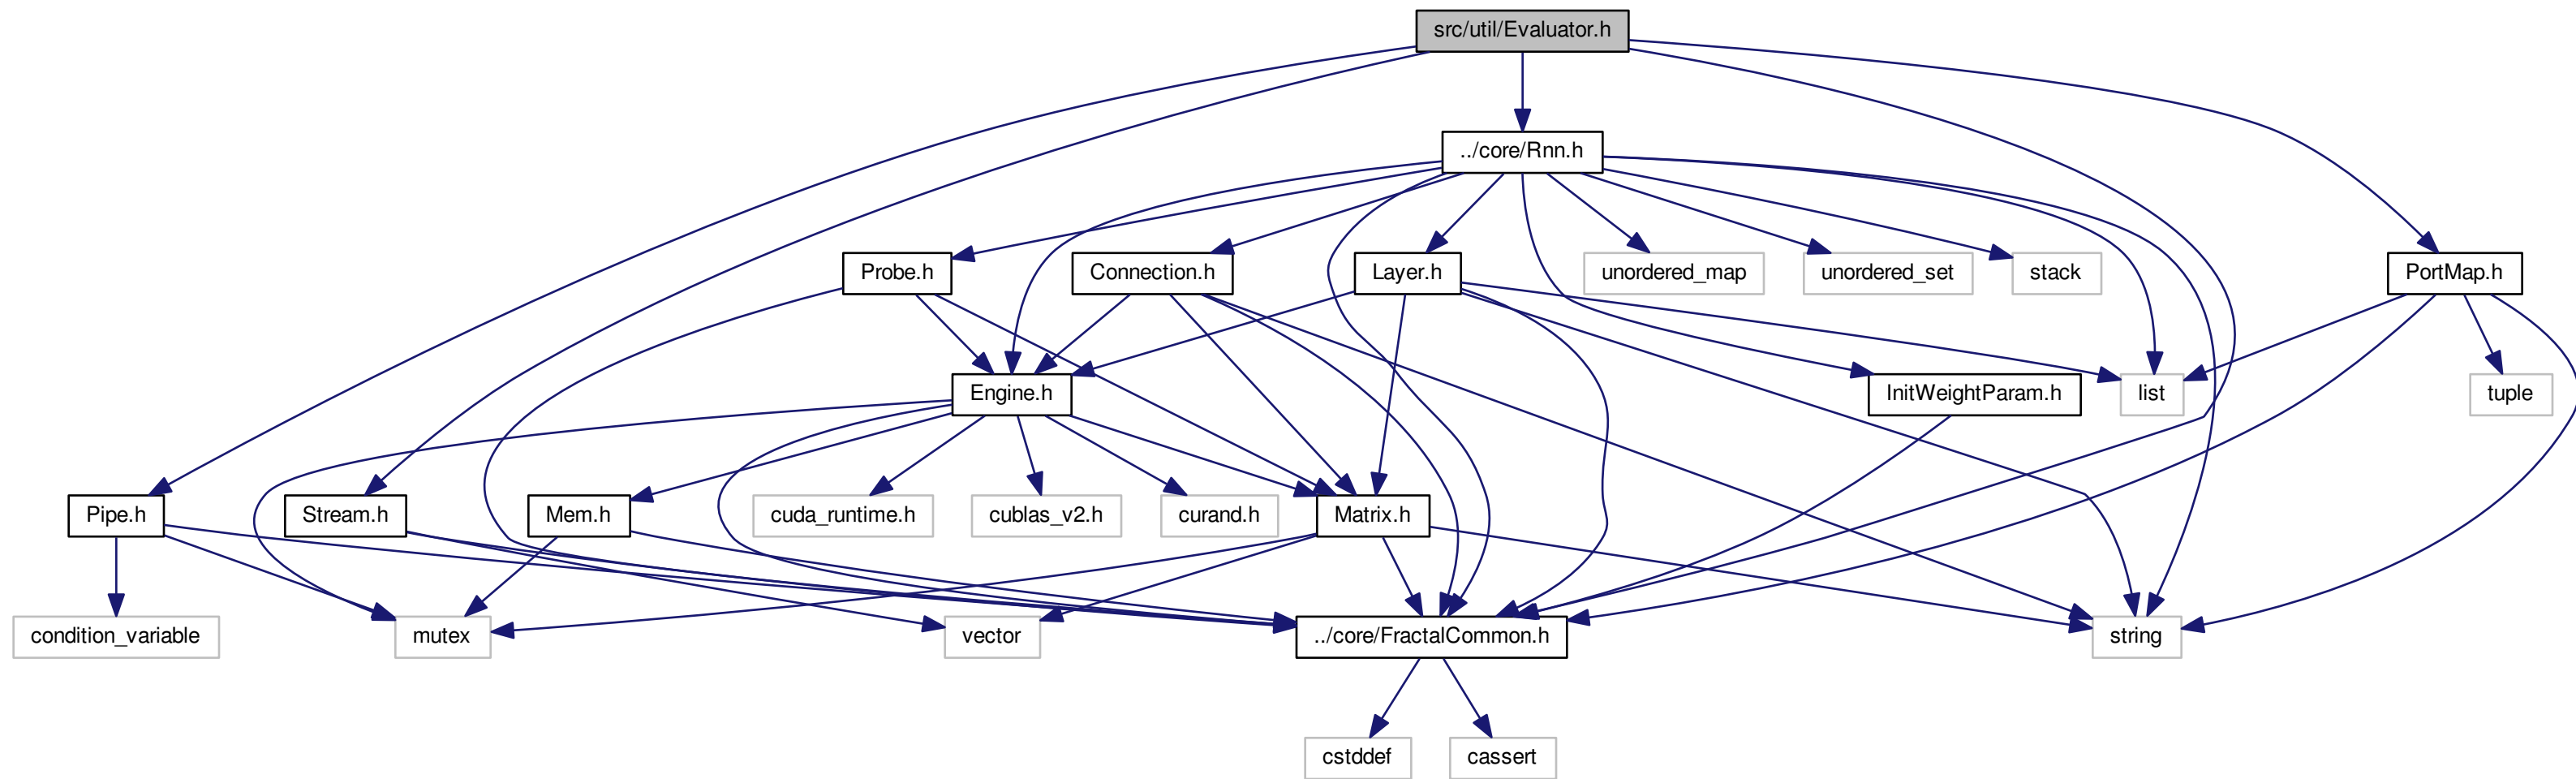 src/util/Evaluator.h
../core/Rnn.h
Probe.h
Connection.h
Layer.h
unordered_map
unordered_set
stack
PortMap.h
Engine.h
InitWeightParam.h
list
tuple
Pipe.h
Stream.h
Mem.h
cuda_runtime.h
cublas_v2.h
curand.h
Matrix.h
condition_variable
mutex
vector
../core/FractalCommon.h
string
cstddef
cassert